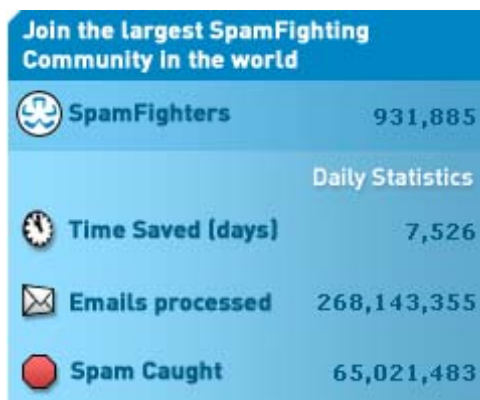 Join the largest SpamFighting
Community in the world
SpamFighters 931,885
Daily Statistics
Time Saved (days) 7,526
Emails processed 268,143,355
Spam Caught 65,021,483